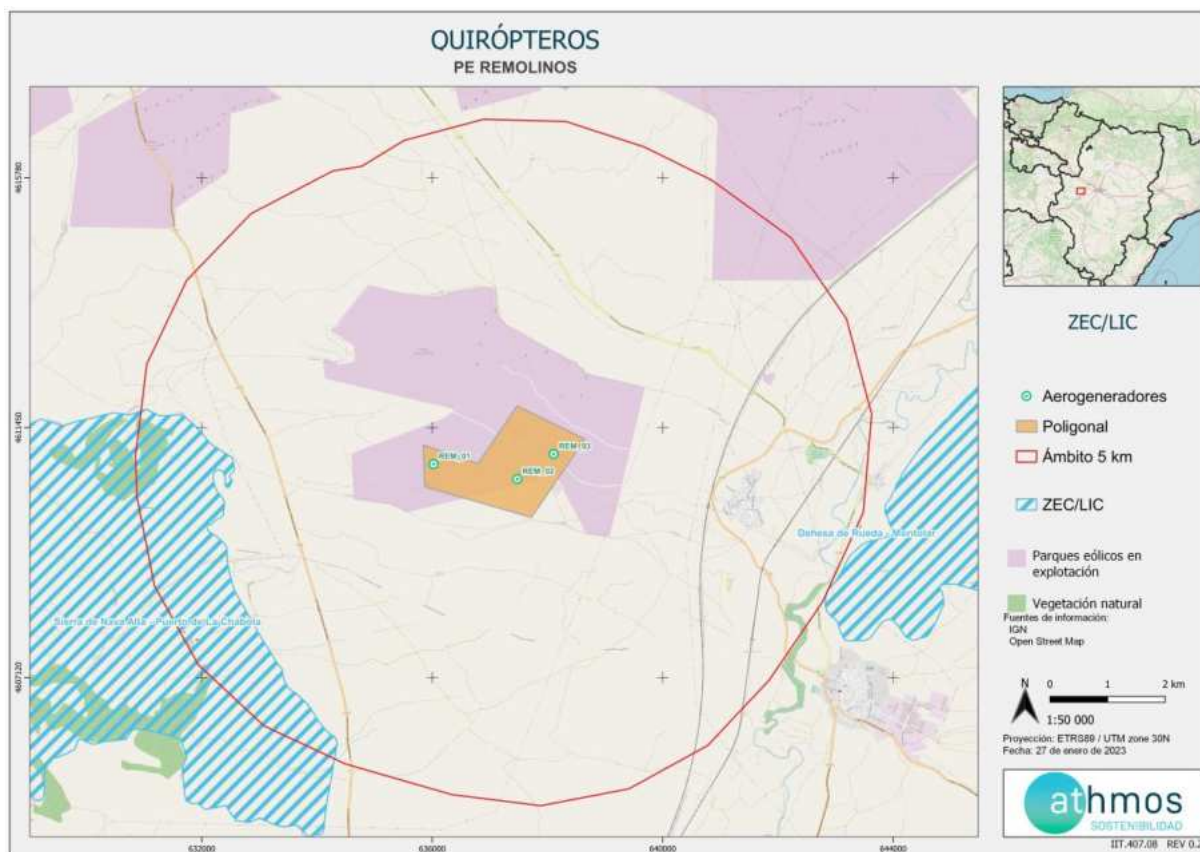 QUIRÓPTEROS
PE REMOLINOS
4615780
4611450
4607120
REM_01
REM_03
REM_02
Dehesa de Rueda - Montolar
Sierra de Nava Alta - Puerto de La Chabola
632000
636000
640000
644000
ZEC/LIC
Aerogeneradores
Poligonal
Ámbito 5 km
ZEC/LIC
Parques eólicos en
explotación
Vegetación natural
Fuentes de información:
IGN
Open Street Map
N
0 1 2 km
1:50 000
Proyección: ETRS89 / UTM zone 30N
Fecha: 27 de enero de 2023
athmos
SOSTENIBILIDAD